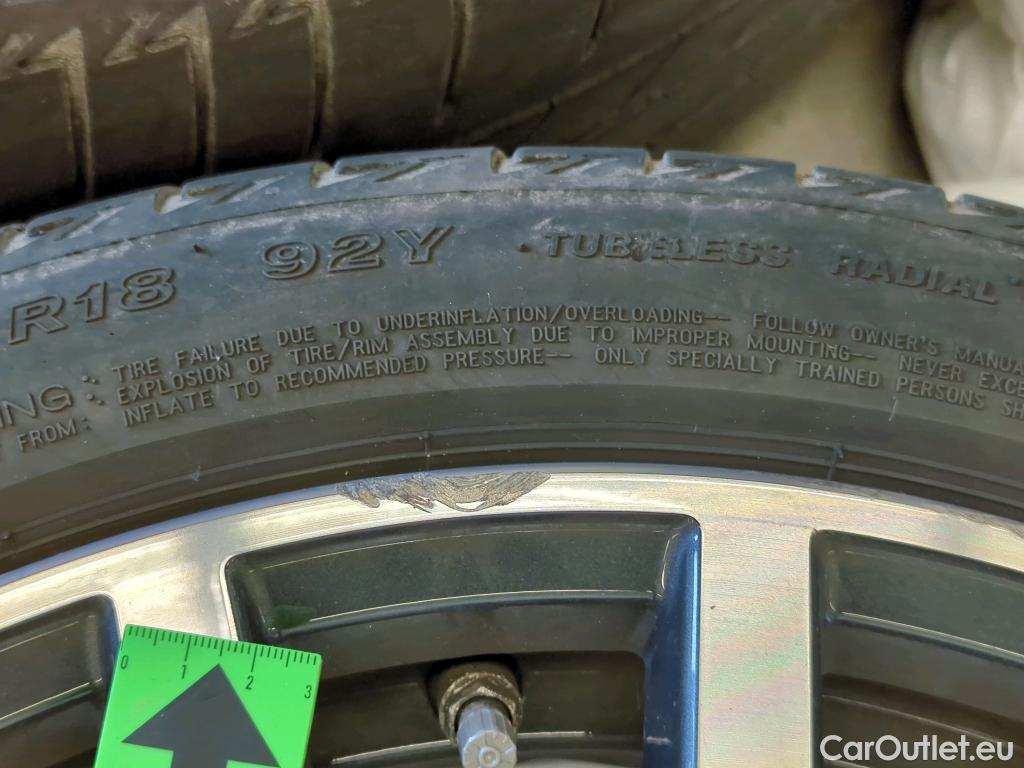 R18 92Y TUBELESS RADIAL
TIRE FAILURE DUE TO UNDERINFLATION/OVERLOADING— FOLLOW OWNER'S MANUA
ING: EXPLOSION OF TIRE/RIM ASSEMBLY DUE TO IMPROPER MOUNTING— NEVER EXCE
FROM: INFLATE TO RECOMMENDED PRESSURE— ONLY SPECIALLY TRAINED PERSONS SH
0 1 2 3
CarOutlet.eu